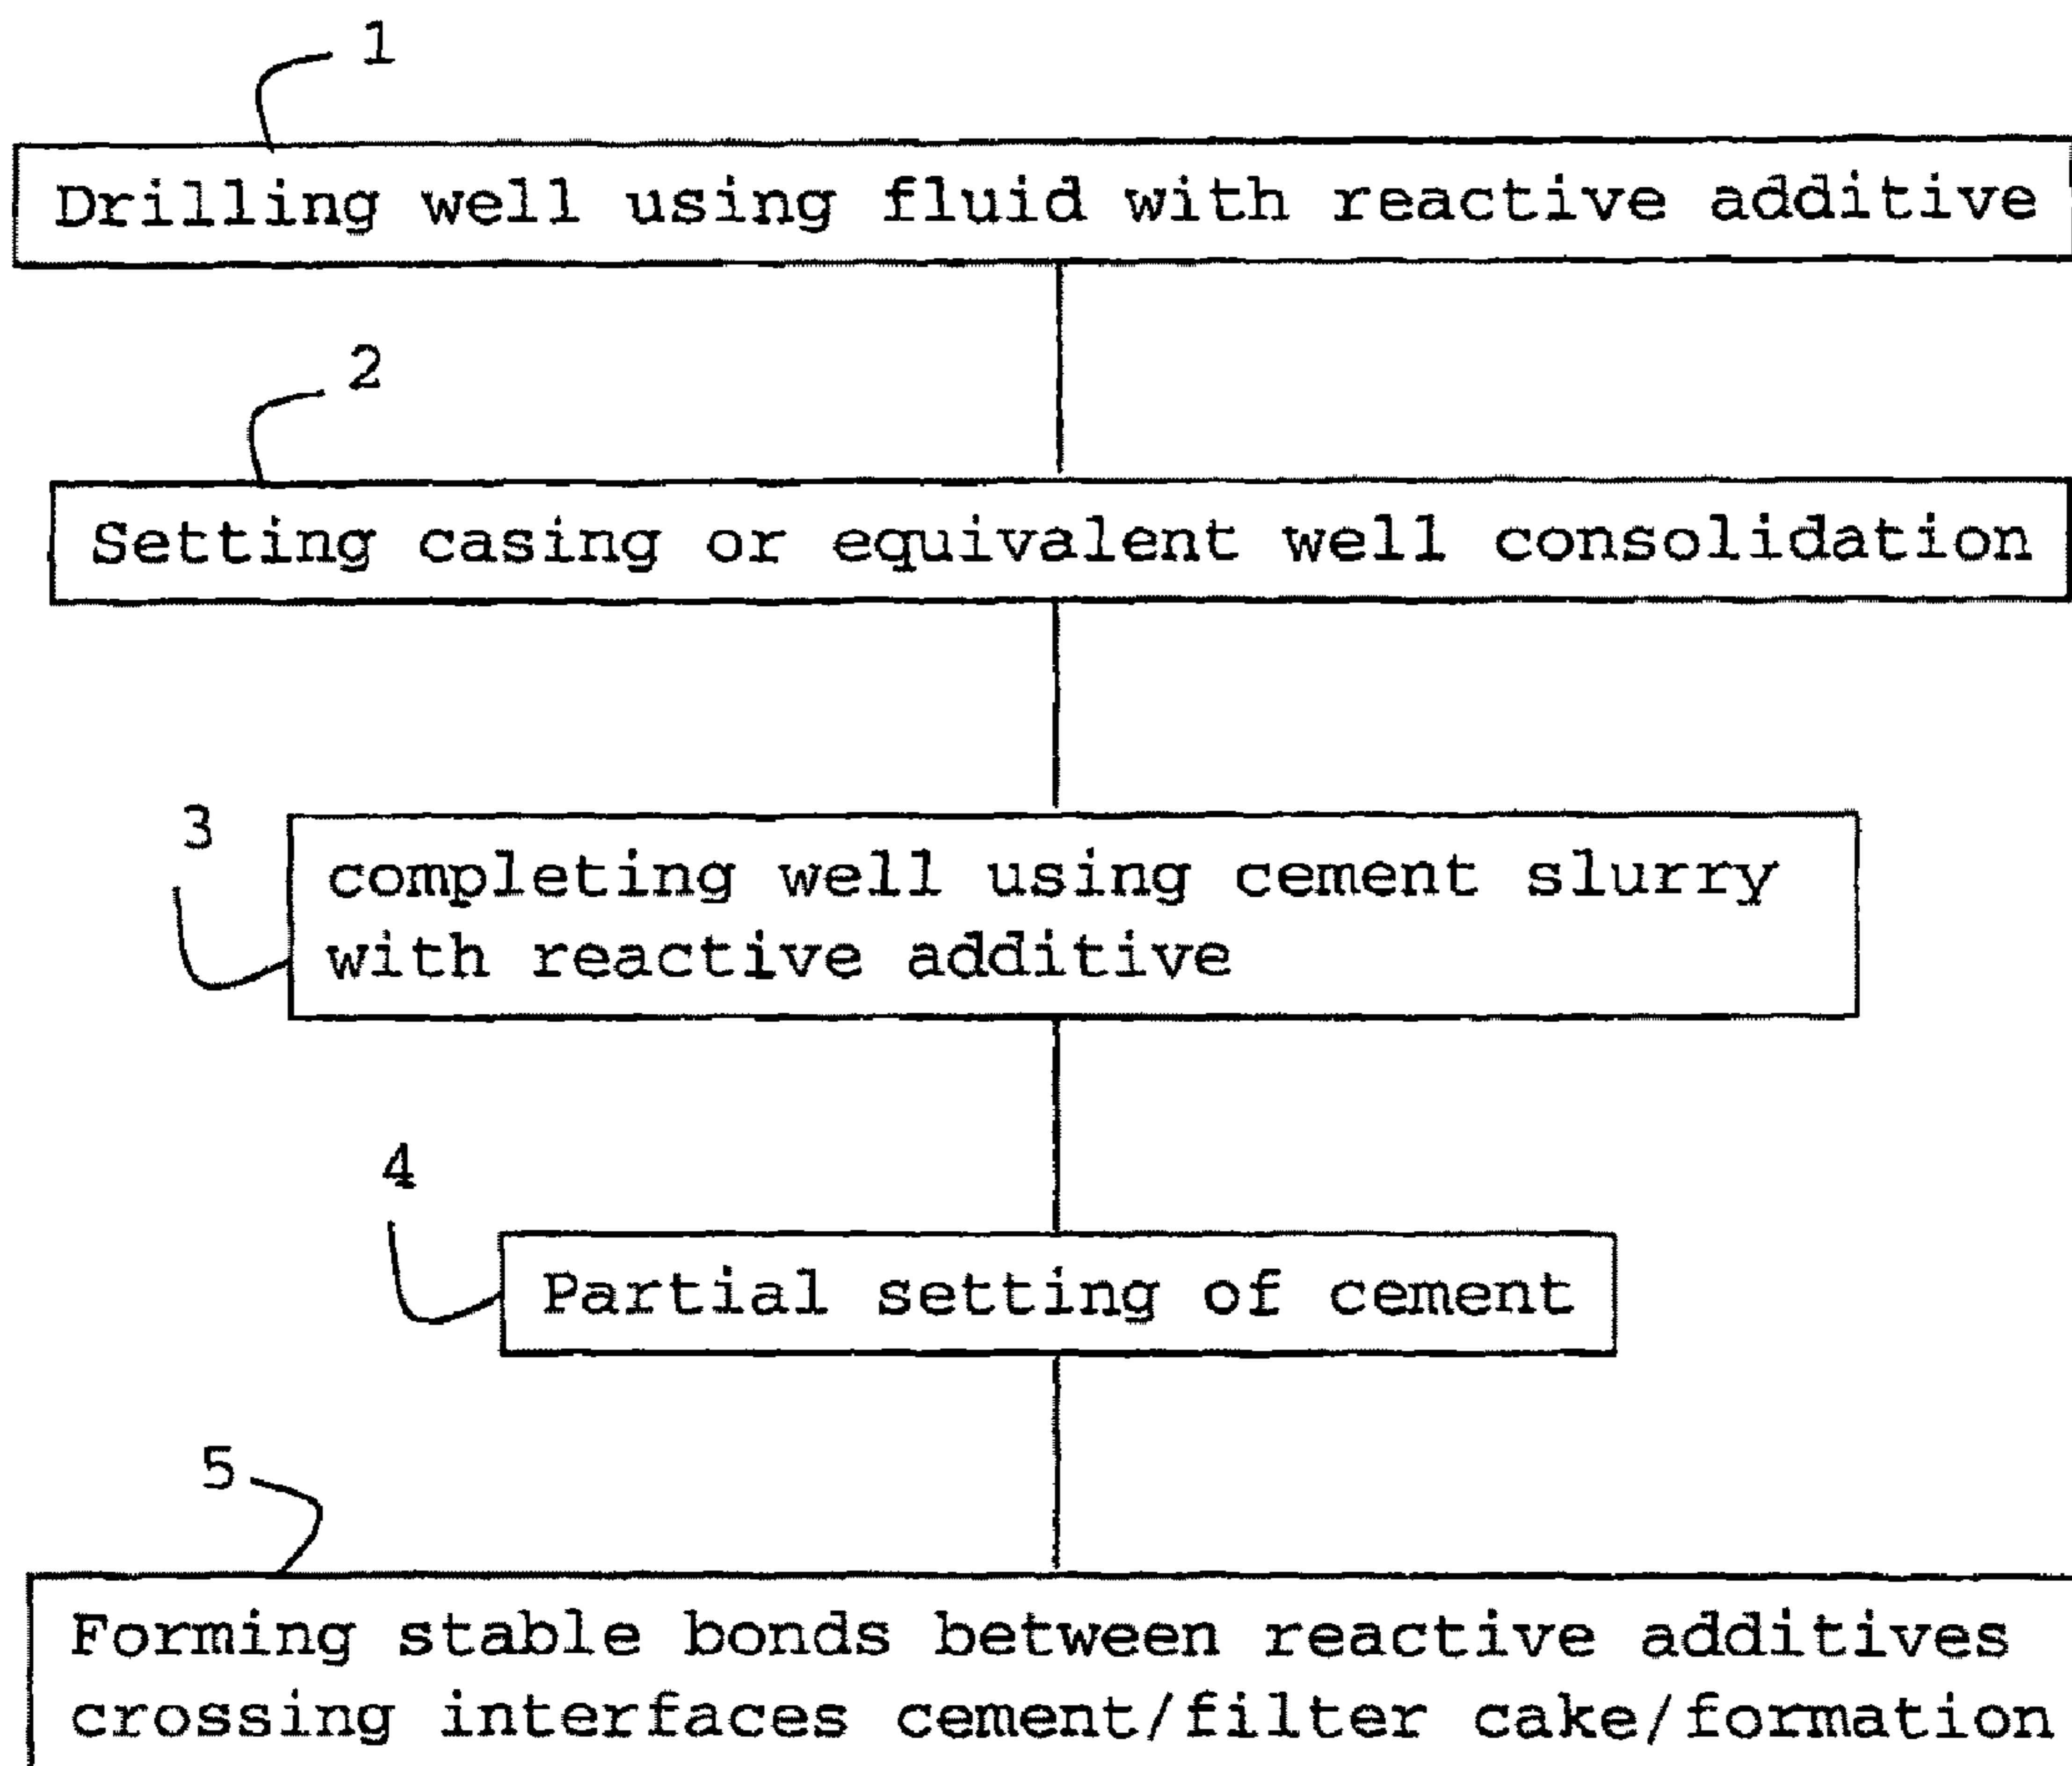 1
Drilling well using fluid with reactive additive
2
Setting casing or equivalent well consolidation
3
completing well using cement slurry
with reactive additive
4
Partial setting of cement
5
Forming stable bonds between reactive additives
crossing interfaces cement/filter cake/formation